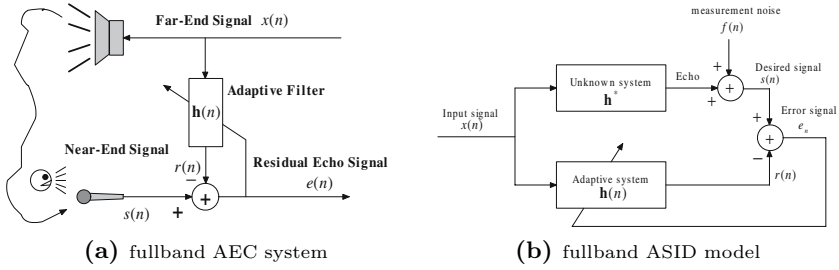 Far-End Signal x(n)
Adaptive Filter
h(n)
Near-End Signal
r(n)
−
Residual Echo Signal
e(n)
s(n)
+
+
(a) fullband AEC system
measurement noise
f(n)
Unknown system
h*
Echo
+
+
+
Desired signal
s(n)
Input signal
x(n)
+
+
−
Error signal
e_n
Adaptive system
h(n)
r(n)
(b) fullband ASID model